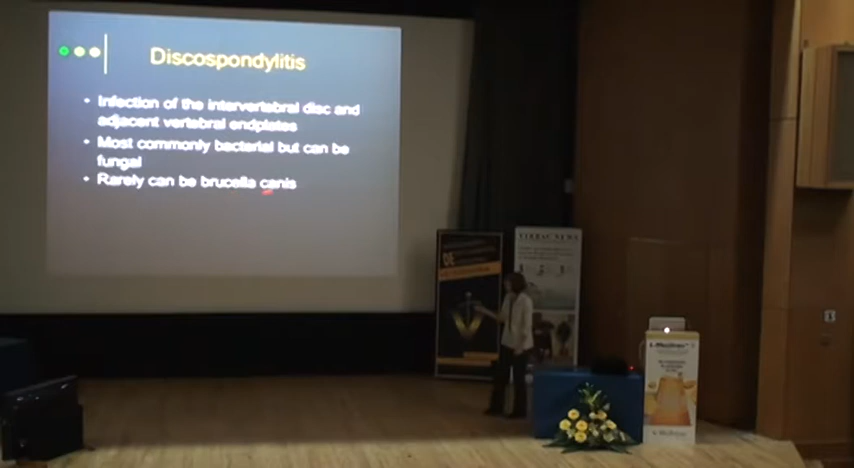 Discospondylitis
• Infection of the intervertebral disc and
adjacent vertebral endplates
• Most commonly bacterial but can be
fungal
• Rarely can be brucella canis